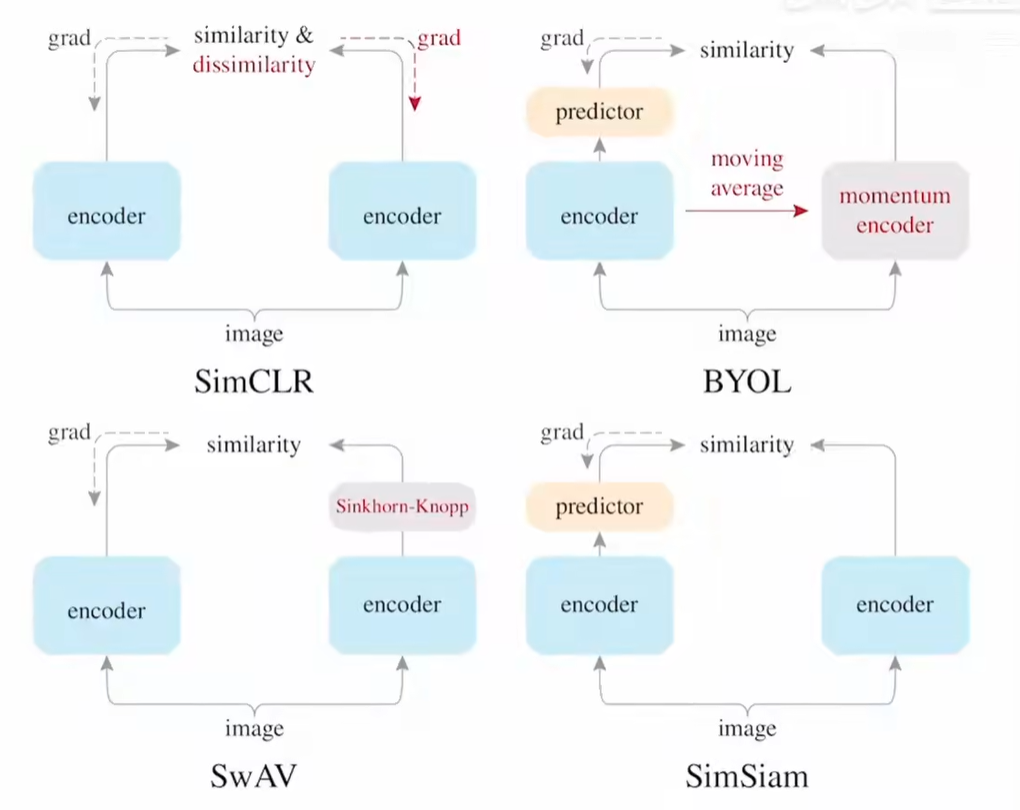 grad
similarity &
dissimilarity
grad
encoder
encoder
image
SimCLR
grad
similarity
predictor
moving
average
encoder
momentum
encoder
image
BYOL
grad
similarity
Sinkhorn-Knopp
encoder
encoder
image
SwAV
grad
similarity
predictor
encoder
encoder
image
SimSiam